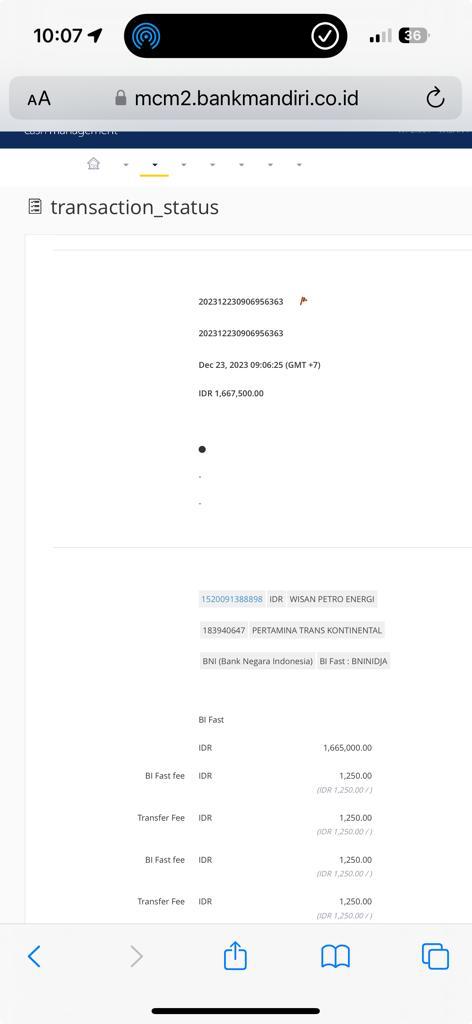 10:07
36
AA mcm2.bankmandiri.co.id
cash management
transaction_status
202312230906956363
202312230906956363
Dec 23, 2023 09:06:25 (GMT +7)
IDR 1,667,500.00
-
-
1520091388898 IDR WISAN PETRO ENERGI
183940647 PERTAMINA TRANS KONTINENTAL
BNI (Bank Negara Indonesia) BI Fast : BNINIDJA
BI Fast
IDR 1,665,000.00
BI Fast fee IDR 1,250.00
(IDR 1,250.00 / )
Transfer Fee IDR 1,250.00
(IDR 1,250.00 / )
BI Fast fee IDR 1,250.00
(IDR 1,250.00 / )
Transfer Fee IDR 1,250.00
(IDR 1,250.00 / )